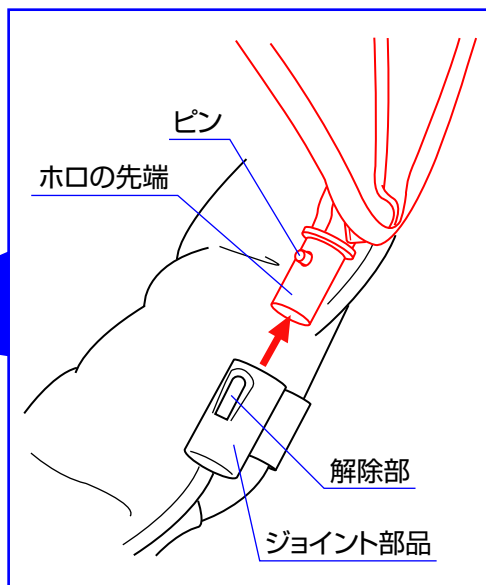 ピン
ホロの先端
解除部
ジョイント部品